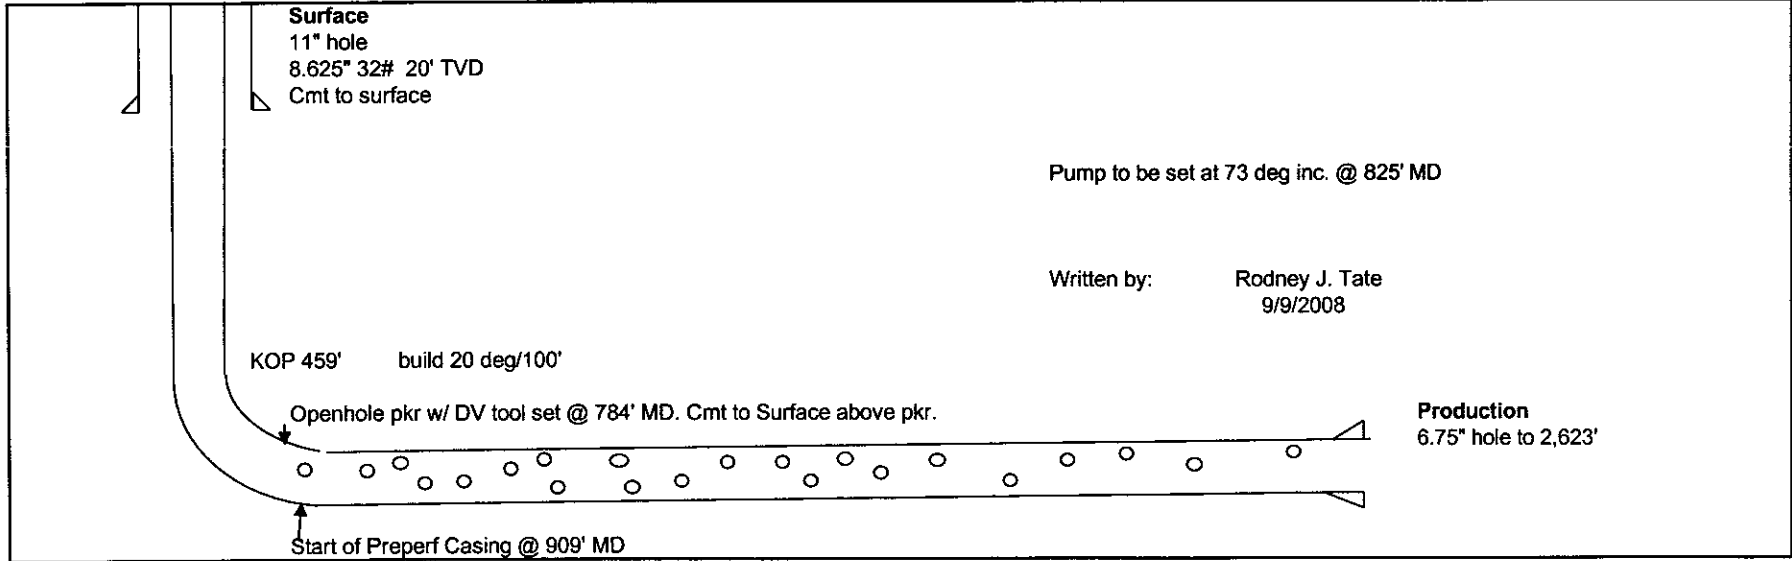 Surface
11" hole
8.625" 32# 20' TVD
Cmt to surface
Pump to be set at 73 deg inc. @ 825' MD
Written by: Rodney J. Tate
9/9/2008
KOP 459' build 20 deg/100'
Openhole pkr w/ DV tool set @ 784' MD. Cmt to Surface above pkr.
Production
6.75" hole to 2,623'
Start of Preperf Casing @ 909' MD